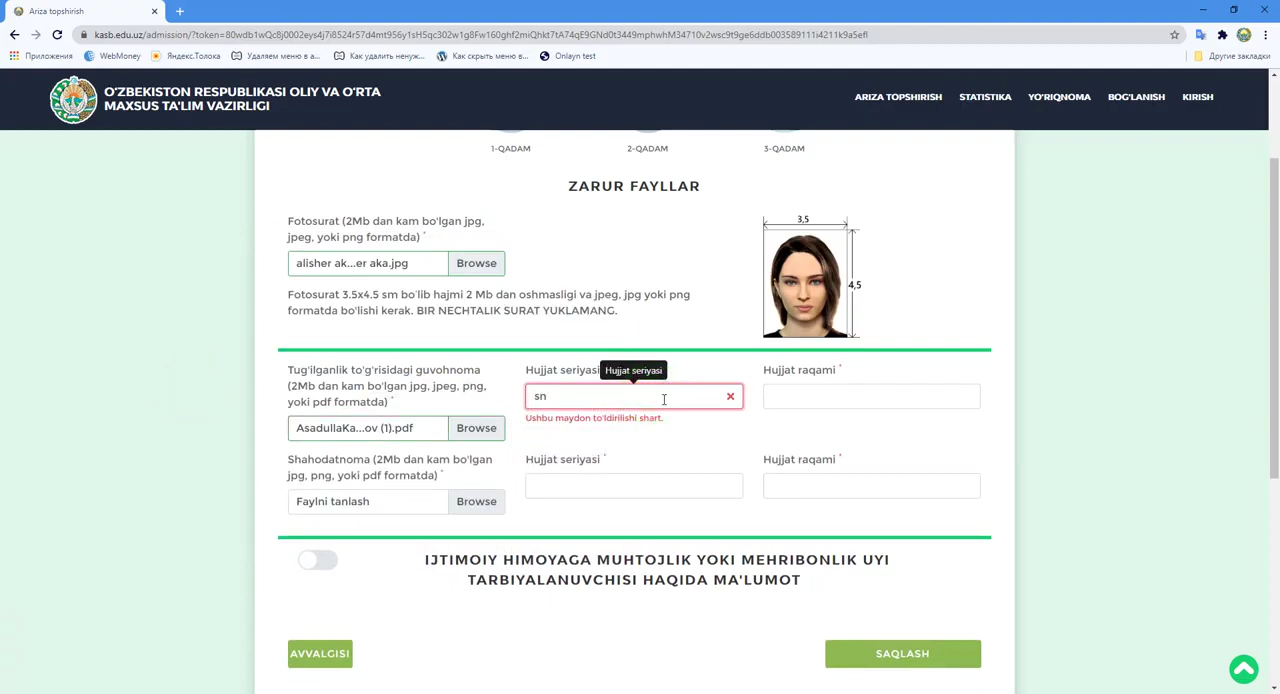 Ariza topshirish
kasb.edu.uz/admission/?token=80wdb1wQc8j0002eys4j7i8524r57d4mt956y1sH5qc302w1g8Fw160ghf2miQhkt7tA74qE9GNd0t3449mphwhM34710v2wsc9t9ge6ddb003589111i4211k9a5efl
Приложения
WebMoney
Яндекс.Толока
Удаляем меню в а...
Как удалить ненуж...
Как скрыть меню в...
Onlayn test
Другие закладки
O'ZBEKISTON RESPUBLIKASI OLIY VA O'RTA
MAXSUS TA'LIM VAZIRLIGI
ARIZA TOPSHIRISH
STATISTIKA
YO'RIQNOMA
BOG'LANISH
KIRISH
1-QADAM
2-QADAM
3-QADAM
ZARUR FAYLLAR
Fotosurat (2Mb dan kam bo'lgan jpg,
jpeg, yoki png formatda) *
alisher ak...er aka.jpg
Browse
3,5
4,5
Fotosurat 3.5x4.5 sm bo`lib hajmi 2 Mb dan oshmasligi va jpeg, jpg yoki png
formatda bo'lishi kerak. BIR NECHTALIK SURAT YUKLAMANG.
Tug'ilganlik to'g'risidagi guvohnoma
(2Mb dan kam bo'lgan jpg, jpeg, png,
yoki pdf formatda) *
AsadullaKa...ov (1).pdf
Browse
Hujjat seriyasi
Hujjat seriyasi
sn
Ushbu maydon to'ldirilishi shart.
Hujjat raqami *
Shahodatnoma (2Mb dan kam bo'lgan
jpg, png, yoki pdf formatda) *
Faylni tanlash
Browse
Hujjat seriyasi *
Hujjat raqami *
IJTIMOIY HIMOYAGA MUHTOJLIK YOKI MEHRIBONLIK UYI
TARBIYALANUVCHISI HAQIDA MA'LUMOT
AVVALGISI
SAQLASH